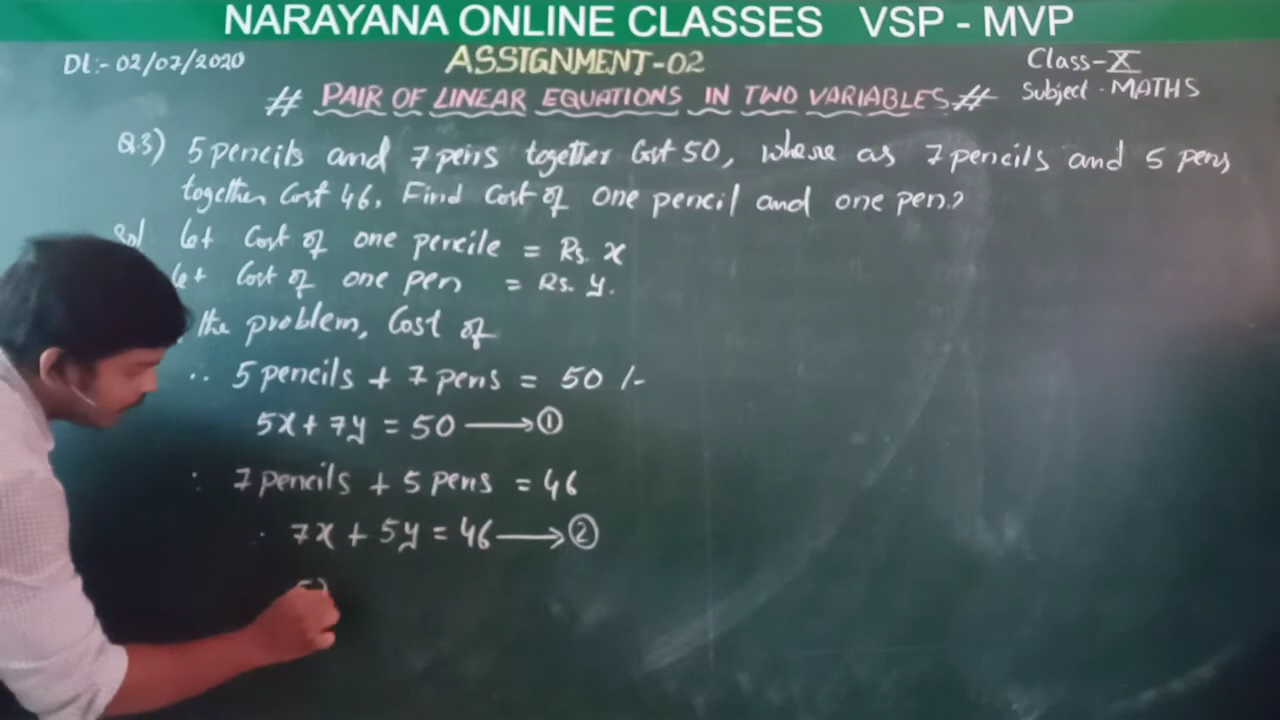 NARAYANA ONLINE CLASSES VSP - MVP
Dt:- 02/07/2020
ASSIGNMENT-02
Class-X
Subject - MATHS
# PAIR OF LINEAR EQUATIONS IN TWO VARIABLES #
Q.3) 5 pencils and 7 pens together Cost 50, where as 7 pencils and 5 pens
together Cost 46. Find Cost of one pencil and one pen?
Sol Let Cost of one pencile = Rs. x
Let Cost of one pen = Rs. y.
the problem, Cost of
∴ 5 pencils + 7 pens = 50 /-
5x + 7y = 50 ⟶ ①
∴ 7 pencils + 5 pens = 46
∴ 7x + 5y = 46 ⟶ ②